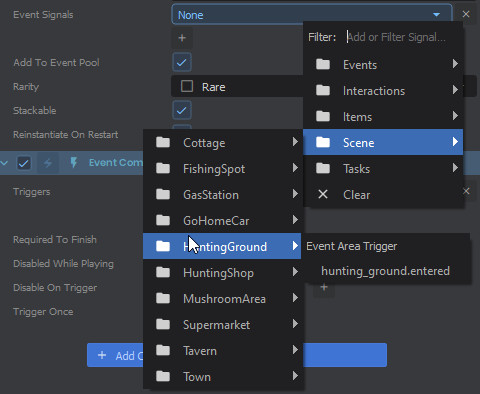 Event Signals
None
Filter: Add or Filter Signal...
Events
Interactions
Items
Scene
Tasks
Clear
Add To Event Pool
Rarity
Rare
Stackable
Reinstantiate On Restart
Event Com
Triggers
Required To Finish
Disabled While Playing
Disable On Trigger
Trigger Once
Add C
Cottage
FishingSpot
GasStation
GoHomeCar
HuntingGround
HuntingShop
MushroomArea
Supermarket
Tavern
Town
Event Area Trigger
hunting_ground.entered